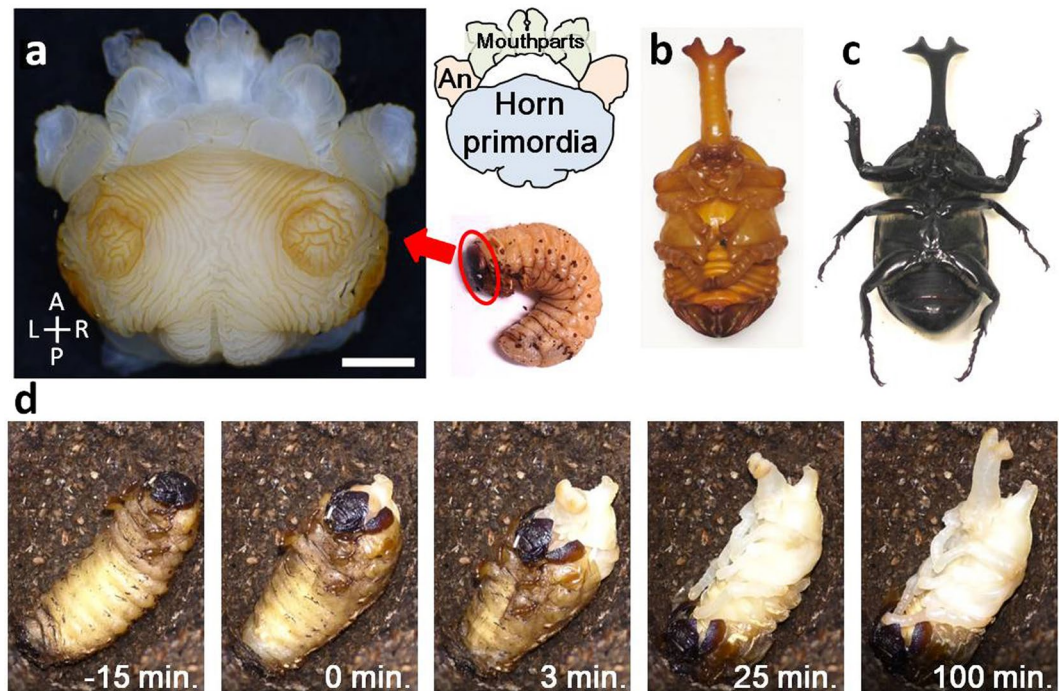 a
Mouthparts
An
Horn
primordia
b
c
A
L R
P
d
-15 min.
0 min.
3 min.
25 min.
100 min.